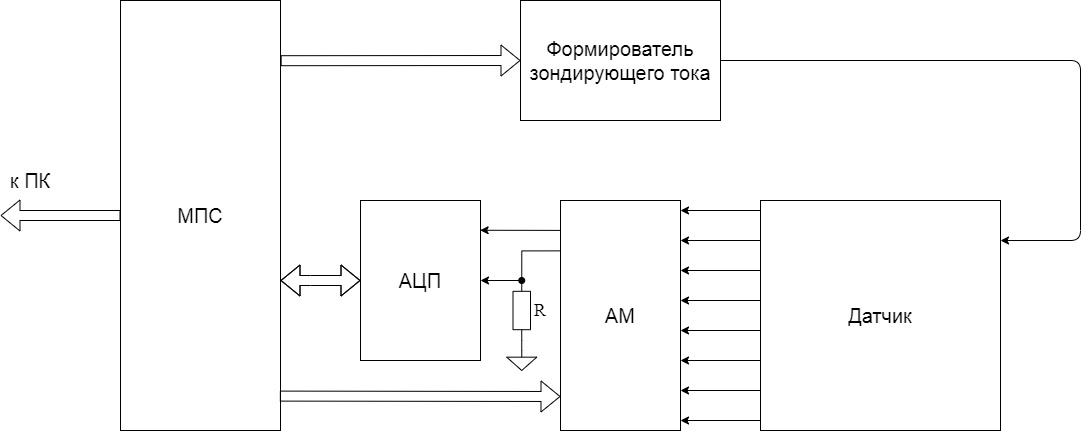 Формирователь
зондирующего тока
к ПК
МПС
АЦП
R
АМ
Датчик